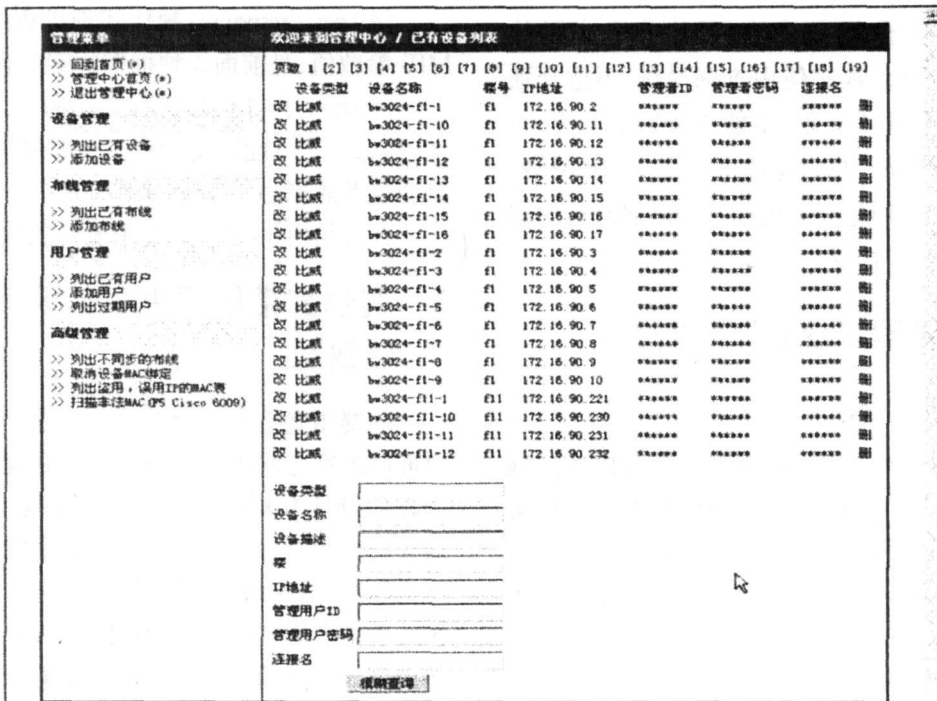 管理菜单
>> 回到首页(*)
>> 管理中心首页(*)
>> 退出管理中心(*)
设备管理
>> 列出已有设备
>> 添加设备
布线管理
>> 列出已有布线
>> 添加布线
用户管理
>> 列出已有用户
>> 添加用户
>> 列出过期用户
高级管理
>> 列出不同步的布线
>> 取消设备MAC绑定
>> 列出盗用，误用IP的MAC表
>> 扫描非法MAC(PS Cisco 6009)
欢迎来到管理中心 / 已有设备列表
页数 1 [2] [3] [4] [5] [6] [7] [8] [9] [10] [11] [12] [13] [14] [15] [16] [17] [18] [19]
设备类型 设备名称 楼号 IP地址 管理者ID 管理者密码 连接名
改 比威 bw3024-f1-1 f1 172.16.90.2 ****** ****** ****** 删
改 比威 bw3024-f1-10 f1 172.16.90.11 ****** ****** ****** 删
改 比威 bw3024-f1-11 f1 172.16.90.12 ****** ****** ****** 删
改 比威 bw3024-f1-12 f1 172.16.90.13 ****** ****** ****** 删
改 比威 bw3024-f1-13 f1 172.16.90.14 ****** ****** ****** 删
改 比威 bw3024-f1-14 f1 172.16.90.15 ****** ****** ****** 删
改 比威 bw3024-f1-15 f1 172.16.90.16 ****** ****** ****** 删
改 比威 bw3024-f1-16 f1 172.16.90.17 ****** ****** ****** 删
改 比威 bw3024-f1-2 f1 172.16.90.3 ****** ****** ****** 删
改 比威 bw3024-f1-3 f1 172.16.90.4 ****** ****** ****** 删
改 比威 bw3024-f1-4 f1 172.16.90.5 ****** ****** ****** 删
改 比威 bw3024-f1-5 f1 172.16.90.6 ****** ****** ****** 删
改 比威 bw3024-f1-6 f1 172.16.90.7 ****** ****** ****** 删
改 比威 bw3024-f1-7 f1 172.16.90.8 ****** ****** ****** 删
改 比威 bw3024-f1-8 f1 172.16.90.9 ****** ****** ****** 删
改 比威 bw3024-f1-9 f1 172.16.90.10 ****** ****** ****** 删
改 比威 bw3024-f11-1 f11 172.16.90.221 ****** ****** ****** 删
改 比威 bw3024-f11-10 f11 172.16.90.230 ****** ****** ****** 删
改 比威 bw3024-f11-11 f11 172.16.90.231 ****** ****** ****** 删
改 比威 bw3024-f11-12 f11 172.16.90.232 ****** ****** ****** 删
设备类型
设备名称
设备描述
楼
IP地址
管理用户ID
管理用户密码
连接名
模糊查询